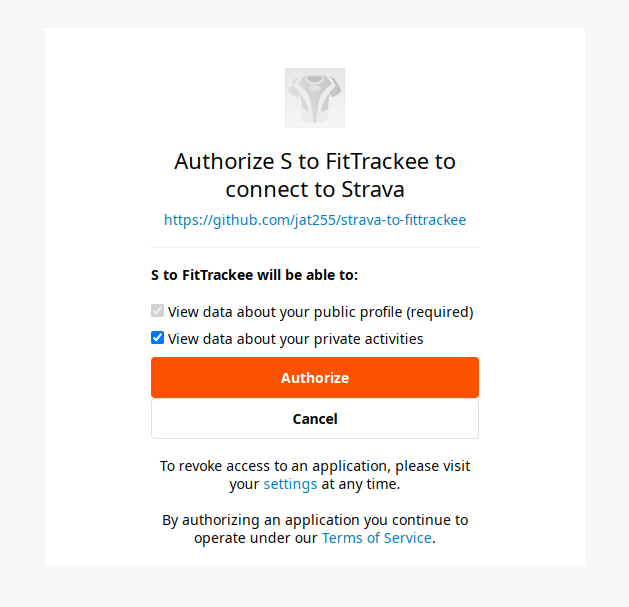 Authorize S to FitTrackee to
connect to Strava
https://github.com/jat255/strava-to-fittrackee
S to FitTrackee will be able to:
View data about your public profile (required)
View data about your private activities
Authorize
Cancel
To revoke access to an application, please visit
your settings at any time.
By authorizing an application you continue to
operate under our Terms of Service.